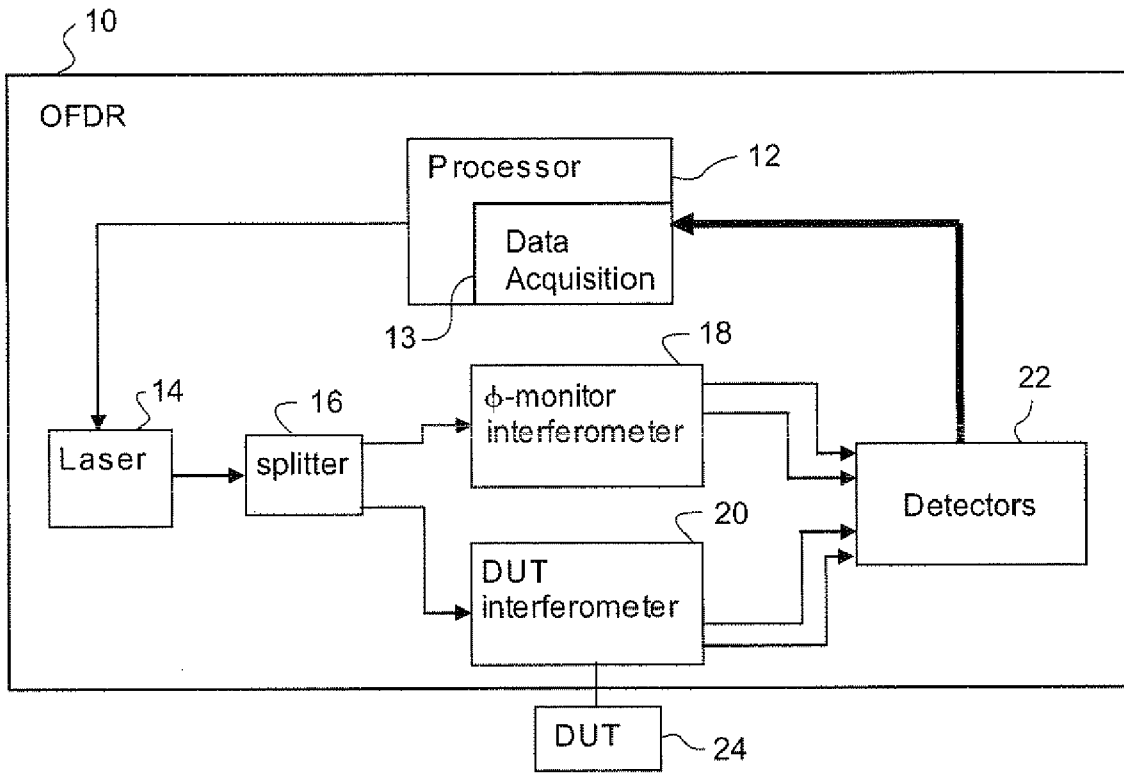 10
OFDR
Processor
12
Data
Acquisition
13
18
14
16
ϕ-monitor
interferometer
22
Laser
splitter
Detectors
20
DUT
interferometer
DUT
24